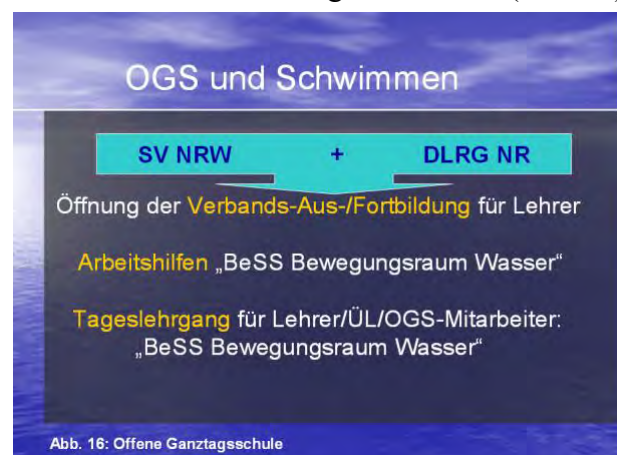 OGS und Schwimmen
SV NRW + DLRG NR
Öffnung der Verbands-Aus-/Fortbildung für Lehrer
Arbeitshilfen „BeSS Bewegungsraum Wasser“
Tageslehrgang für Lehrer/ÜL/OGS-Mitarbeiter:
„BeSS Bewegungsraum Wasser“
Abb. 16: Offene Ganztagsschule